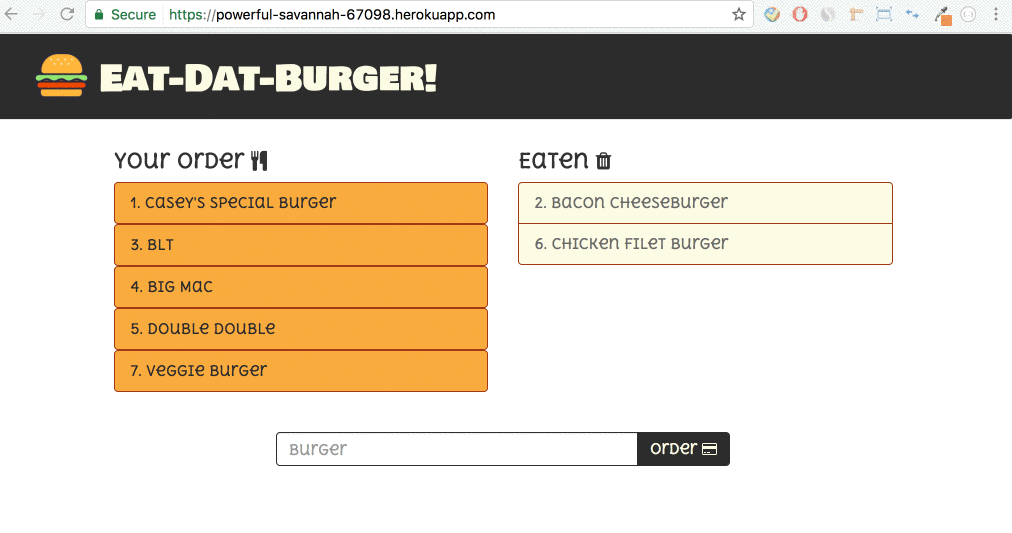 Secure https://powerful-savannah-67098.herokuapp.com
Eat-Dat-Burger!
Your Order
1. Casey's Special Burger
3. BLT
4. Big Mac
5. Double Double
7. Veggie Burger
Eaten
2. Bacon Cheeseburger
6. Chicken Filet Burger
Burger
Order